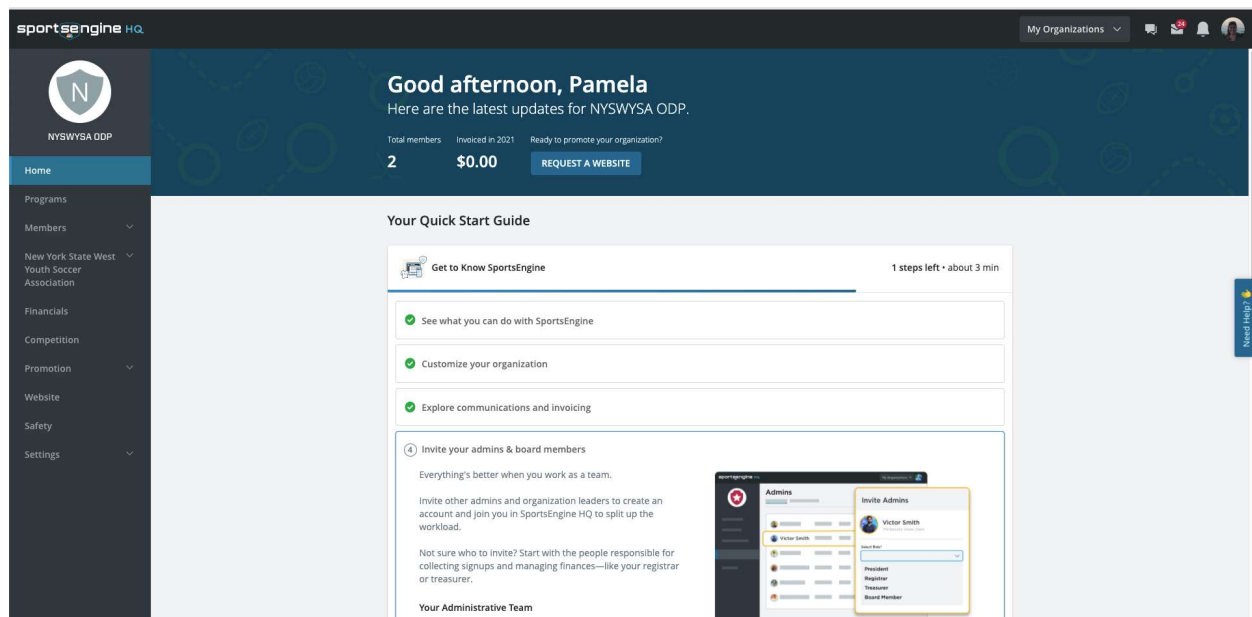 sportsengine HQ
My Organizations
24
N
NYSWYSA ODP
Home
Programs
Members
New York State West
Youth Soccer
Association
Financials
Competition
Promotion
Website
Safety
Settings
Good afternoon, Pamela
Here are the latest updates for NYSWYSA ODP.
Total members Invoiced in 2021 Ready to promote your organization?
2 $0.00 REQUEST A WEBSITE
Your Quick Start Guide
Get to Know SportsEngine 1 steps left • about 3 min
See what you can do with SportsEngine
Customize your organization
Explore communications and invoicing
4 Invite your admins & board members
Everything's better when you work as a team.
Invite other admins and organization leaders to create an
account and join you in SportsEngine HQ to split up the
workload.
Not sure who to invite? Start with the people responsible for
collecting signups and managing finances—like your registrar
or treasurer.
Your Administrative Team
sportsengine
Admins
Victor Smith
Invite Admins
Victor Smith
Select Role*
President
Registrar
Treasurer
Board Member
Need Help?